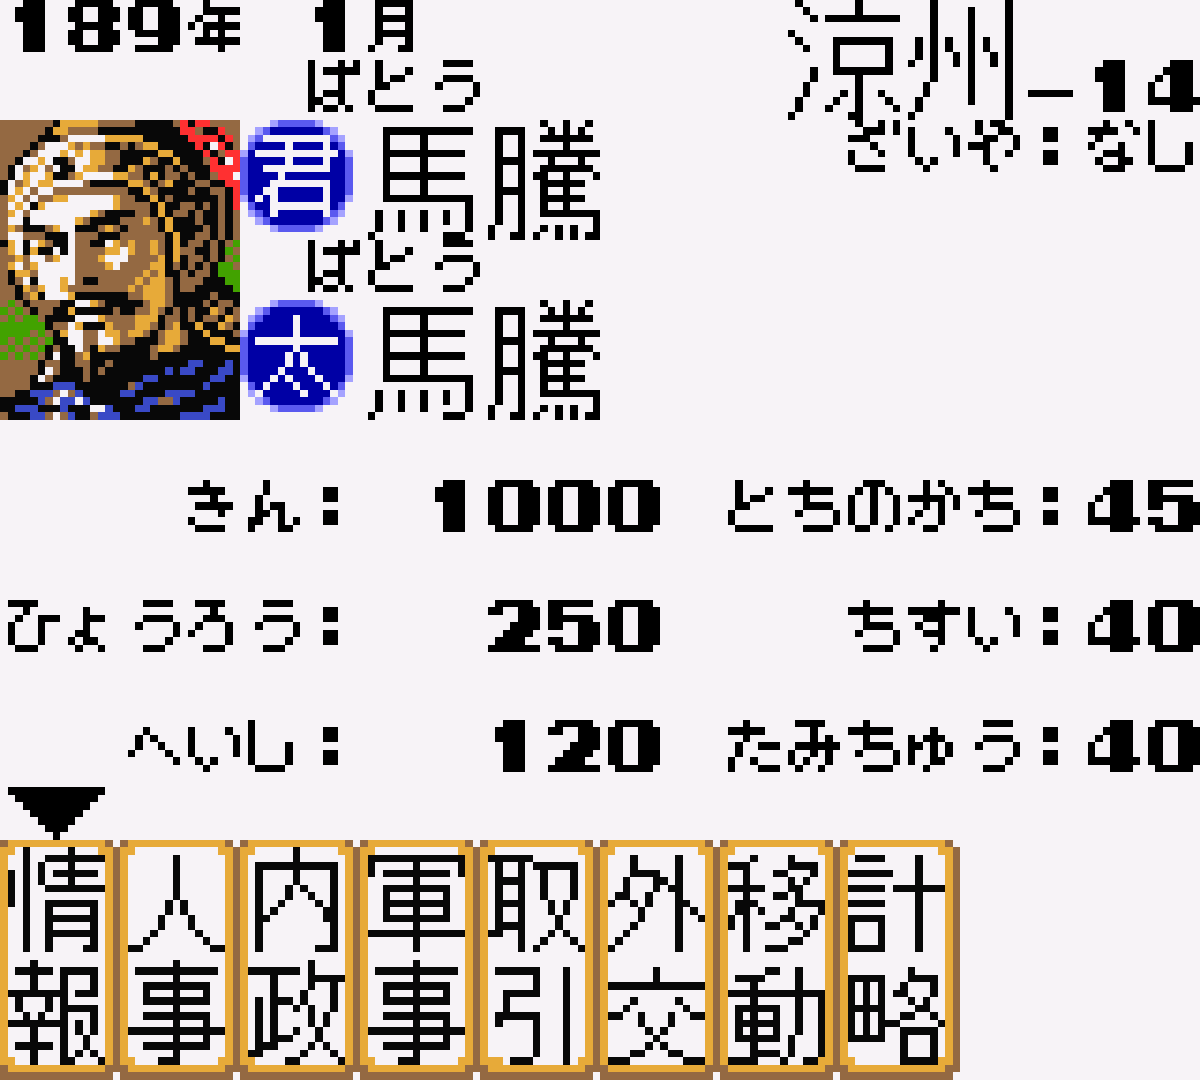 189年 1月 涼州-14
ばとう ざいや:なし
君 馬騰
ばとう
太 馬騰
きん: 1000 とちのかち:45
ひょうろう: 250 ちすい:40
へいし: 120 たみちゅう:40
情報 人事 内政 軍事 取引 外交 移動 計略